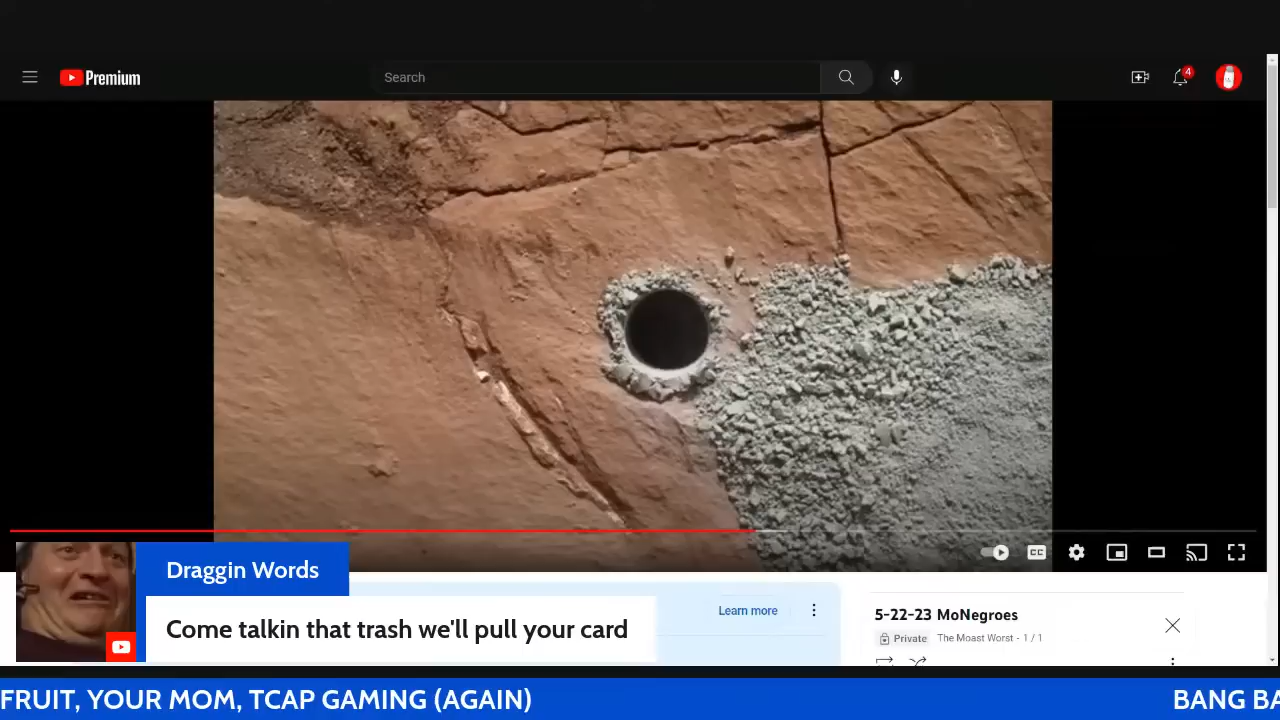 Premium
Search
4
CC
Draggin Words
Come talkin that trash we'll pull your card
Learn more
5-22-23 MoNegroes
Private
The Moast Worst - 1 / 1
FRUIT, YOUR MOM, TCAP GAMING (AGAIN)
BANG BA